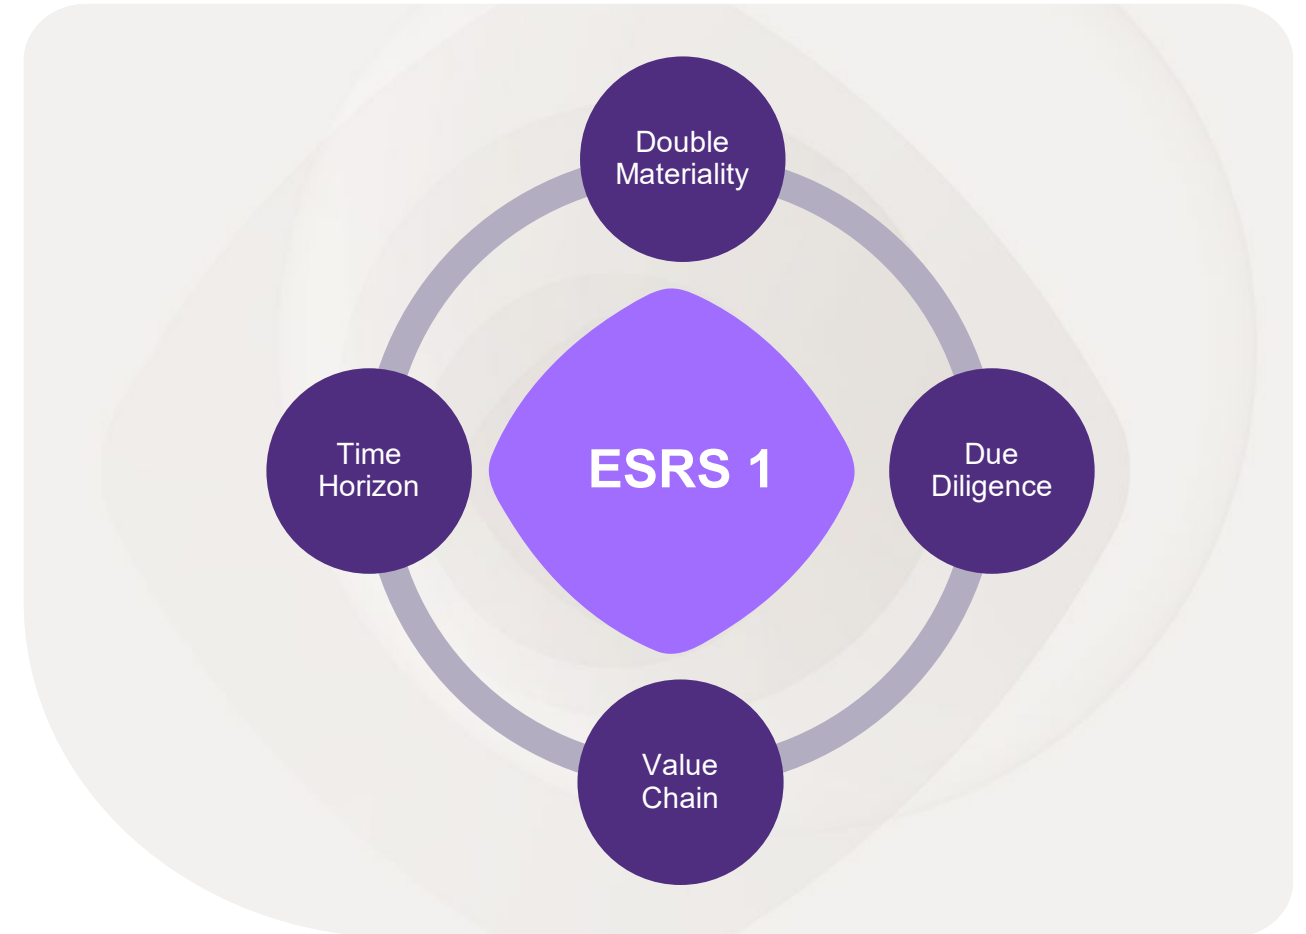 Double
Materiality
Time
Horizon
ESRS 1
Due
Diligence
Value
Chain